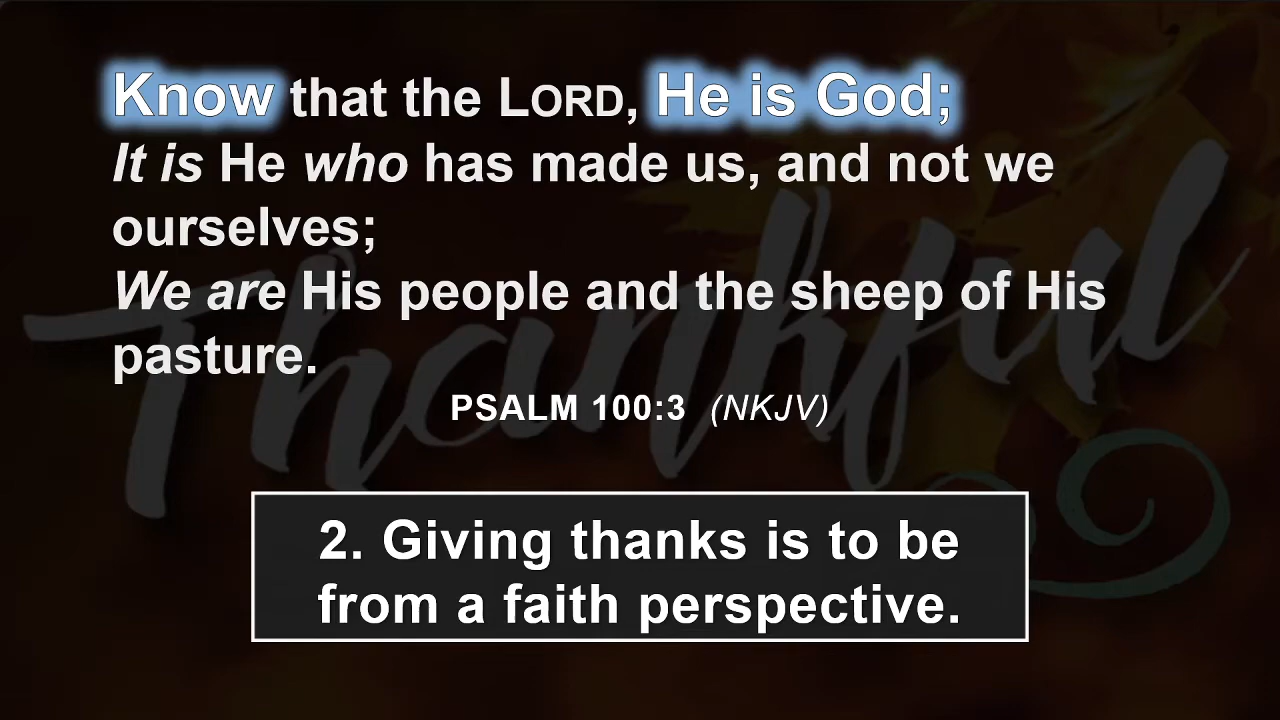 Know that the LORD, He is God;
It is He who has made us, and not we
ourselves;
We are His people and the sheep of His
pasture.
PSALM 100:3 (NKJV)
Thankful
2. Giving thanks is to be
from a faith perspective.